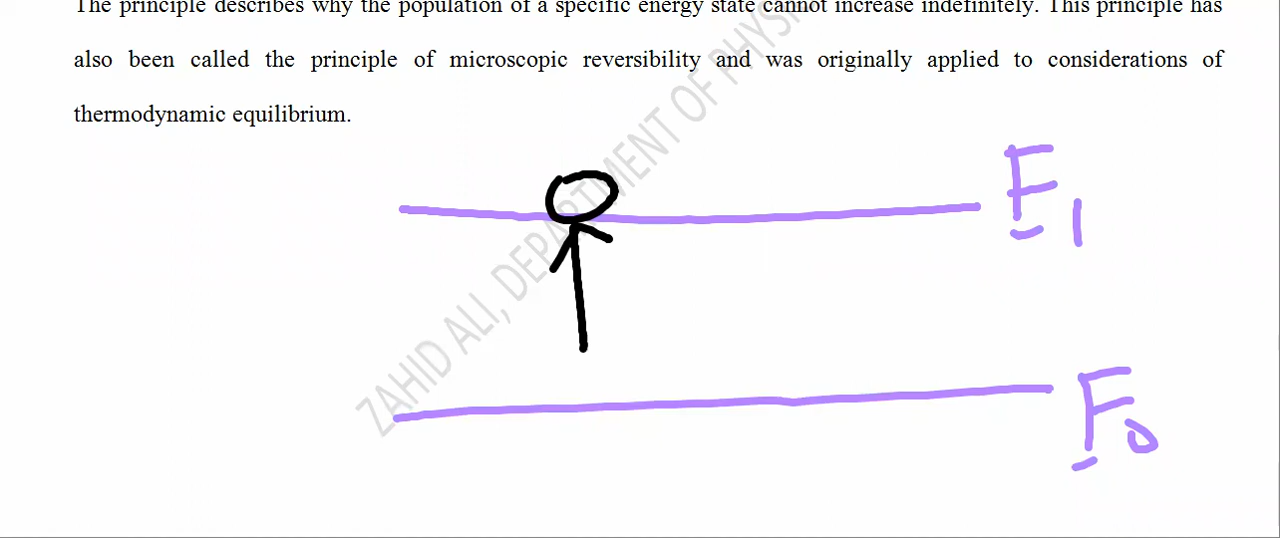 The principle describes why the population of a specific energy state cannot increase indefinitely. This principle has
also been called the principle of microscopic reversibility and was originally applied to considerations of
thermodynamic equilibrium.
ZAHID ALI, DEPARTMENT OF PHYSI
E1
E0